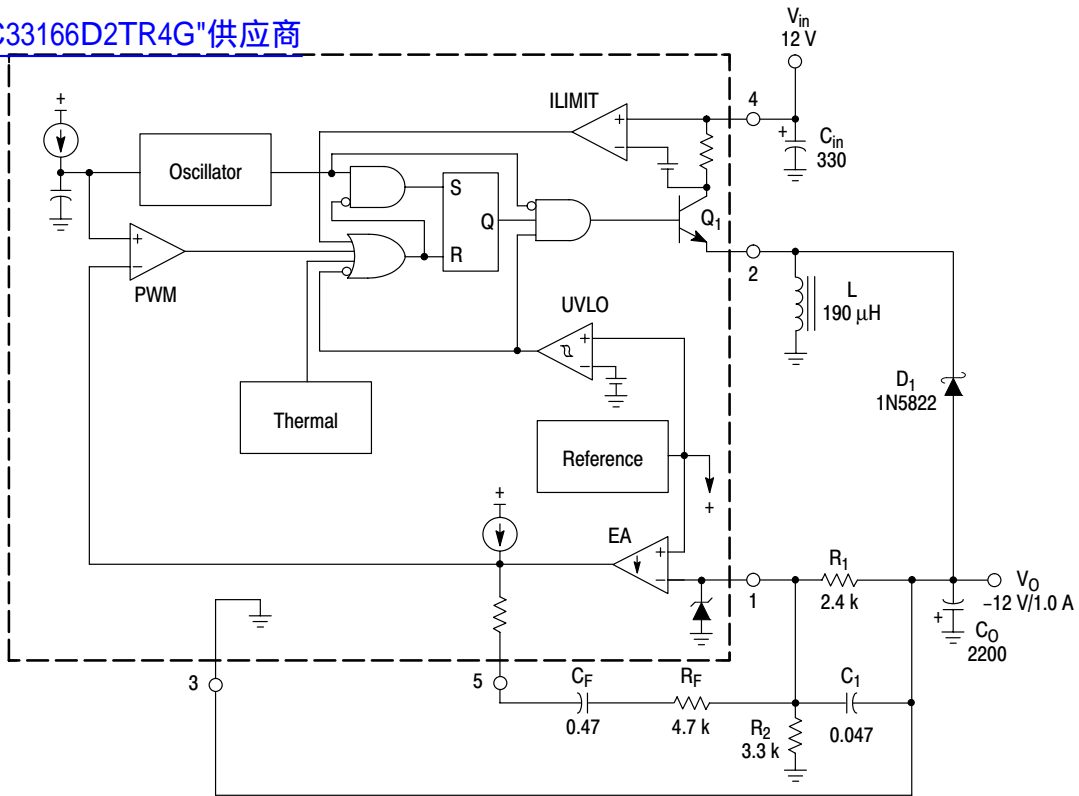 C33166D2TR4G"供应商
Vin
12 V
ILIMIT
4
+
−
+
Cin
330
+
Oscillator
S
Q
R
Q1
2
+
−
PWM
L
190 μH
UVLO
+
−
D1
1N5822
Thermal
Reference
+
+
EA
+
−
1
R1
2.4 k
VO
−12 V/1.0 A
+
CO
2200
3
5
CF
0.47
RF
4.7 k
C1
0.047
R2
3.3 k